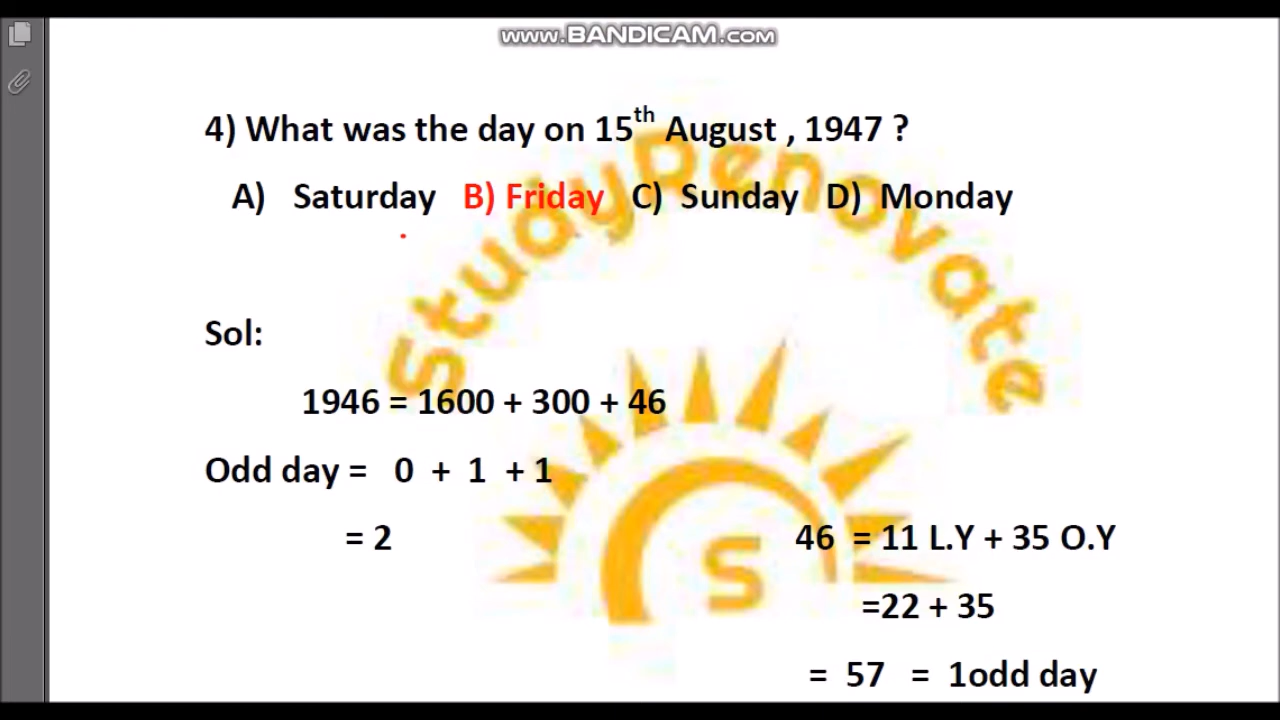 www.BANDICAM.com
4) What was the day on 15th August , 1947 ?
A) Saturday B) Friday C) Sunday D) Monday
StudyRenovate
Sol:
1946 = 1600 + 300 + 46
Odd day = 0 + 1 + 1
= 2
46 = 11 L.Y + 35 O.Y
S
=22 + 35
= 57 = 1odd day